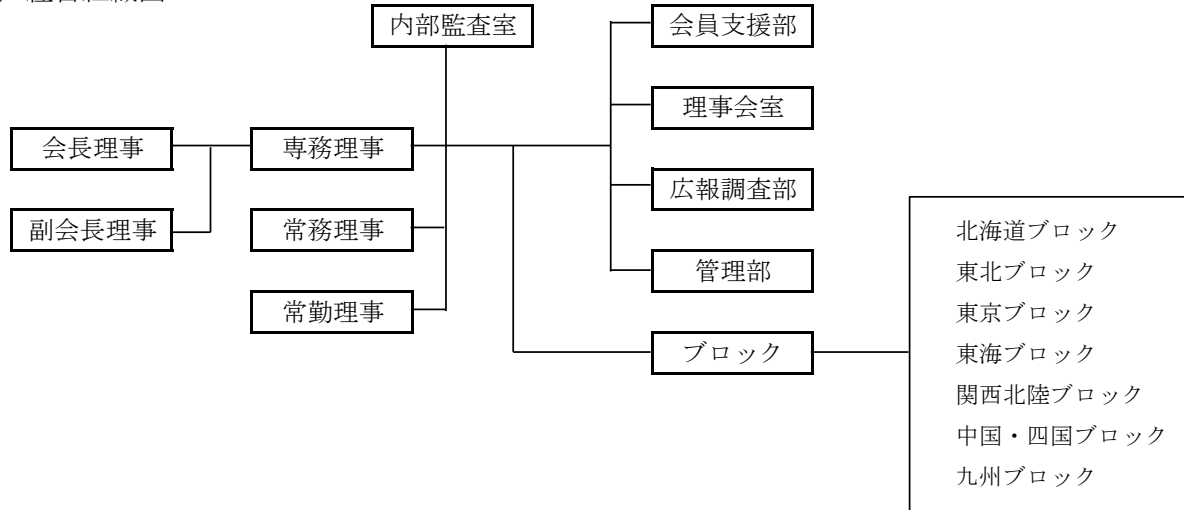 内部監査室
会員支援部
理事会室
会長理事
専務理事
広報調査部
副会長理事
常務理事
管理部
常勤理事
ブロック
北海道ブロック
東北ブロック
東京ブロック
東海ブロック
関西北陸ブロック
中国・四国ブロック
九州ブロック